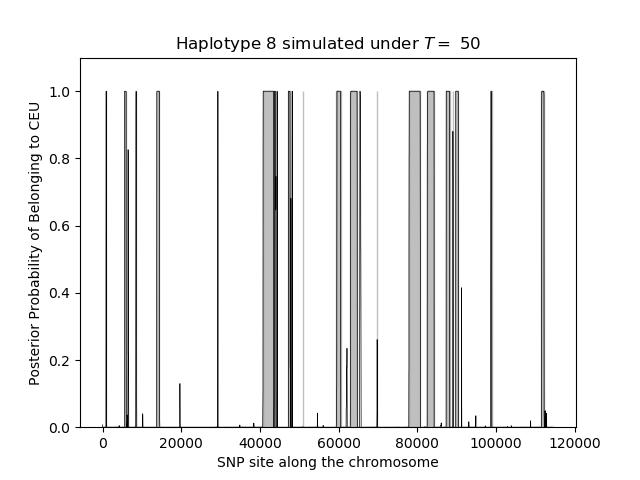 Haplotype 8 simulated under T = 50
Posterior Probability of Belonging to CEU
1.0
0.8
0.6
0.4
0.2
0.0
0 20000 40000 60000 80000 100000 120000
SNP site along the chromosome